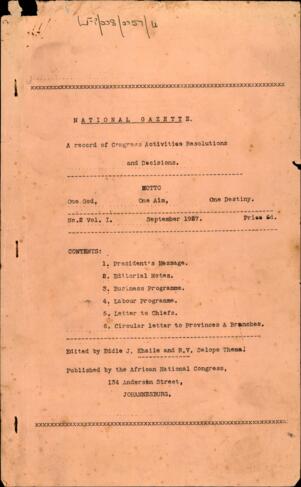 xxxxxxxxxxxxxxxxxxxxxxxxxxxxxxxxxxxxxxxxxxxxxxxxxxxxxxxx
NATIONAL GAZETTE.
A record of Congress Activities Resolutions
and Decisions.
MOTTO
One God, One Aim, One Destiny.
No.2 Vol. I. September 1927. Price 6d.
CONTENTS:
1. President's Message.
2. Editorial Notes.
3. Business Programme.
4. Labour Programme.
5. Letter to Chiefs.
6. Circular letter to Provinces & Branches.
Edited by Eddie J. Khaile and R.V. Selope Thema.
Published by the African National Congress,
134 Anderson Street,
JOHANNESBURG.
xxxxxxxxxxxxxxxxxxxxxxxxxxxxxxxxxxxxxxxxxxxxxxxxxxxxxxxx